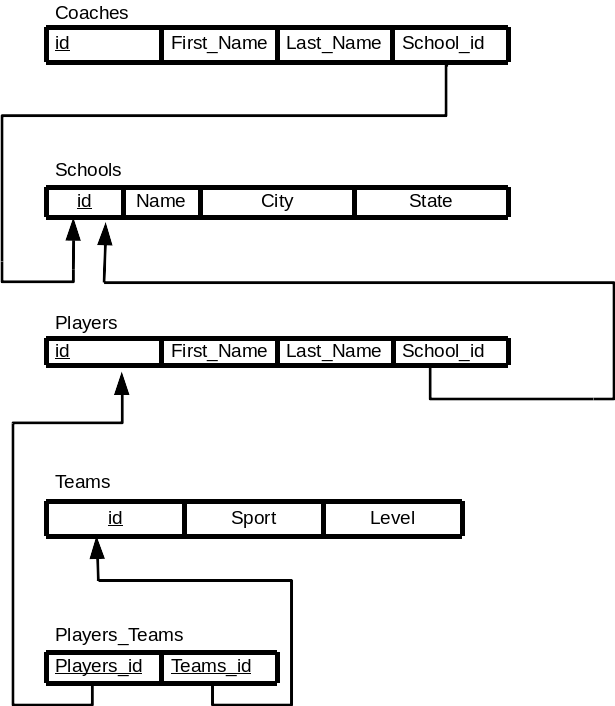 Coaches
id First_Name Last_Name School_id
Schools
id Name City State
Players
id First_Name Last_Name School_id
Teams
id Sport Level
Players_Teams
Players_id Teams_id